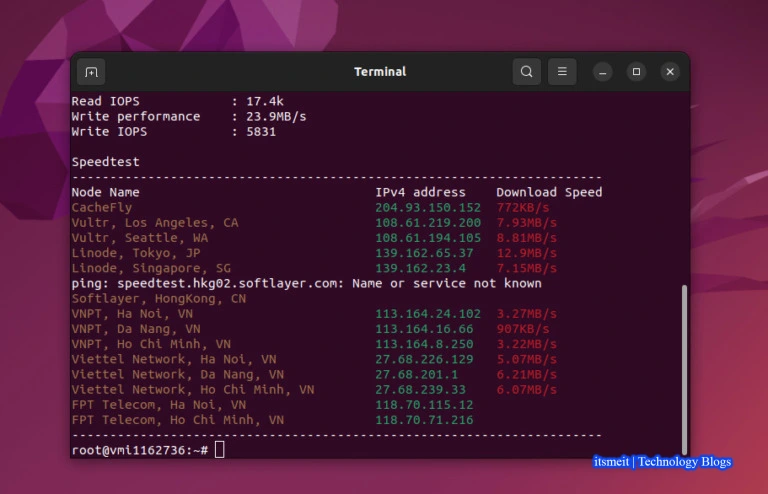 Terminal
Read IOPS : 17.4k
Write performance : 23.9MB/s
Write IOPS : 5831
Speedtest
---------------------------------------------------------------------------------------
Node Name IPv4 address Download Speed
CacheFly 204.93.150.152 772KB/s
Vultr, Los Angeles, CA 108.61.219.200 7.93MB/s
Vultr, Seattle, WA 108.61.194.105 8.81MB/s
Linode, Tokyo, JP 139.162.65.37 12.9MB/s
Linode, Singapore, SG 139.162.23.4 7.15MB/s
ping: speedtest.hkg02.softlayer.com: Name or service not known
Softlayer, HongKong, CN
VNPT, Ha Noi, VN 113.164.24.102 3.27MB/s
VNPT, Da Nang, VN 113.164.16.66 907KB/s
VNPT, Ho Chi Minh, VN 113.164.8.250 3.22MB/s
Viettel Network, Ha Noi, VN 27.68.226.129 5.07MB/s
Viettel Network, Da Nang, VN 27.68.201.1 6.21MB/s
Viettel Network, Ho Chi Minh, VN 27.68.239.33 6.07MB/s
FPT Telecom, Ha Noi, VN 118.70.115.12
FPT Telecom, Ho Chi Minh, VN 118.70.71.216
---------------------------------------------------------------------------------------
root@vmi1162736:~#
itsmeit | Technology Blogs